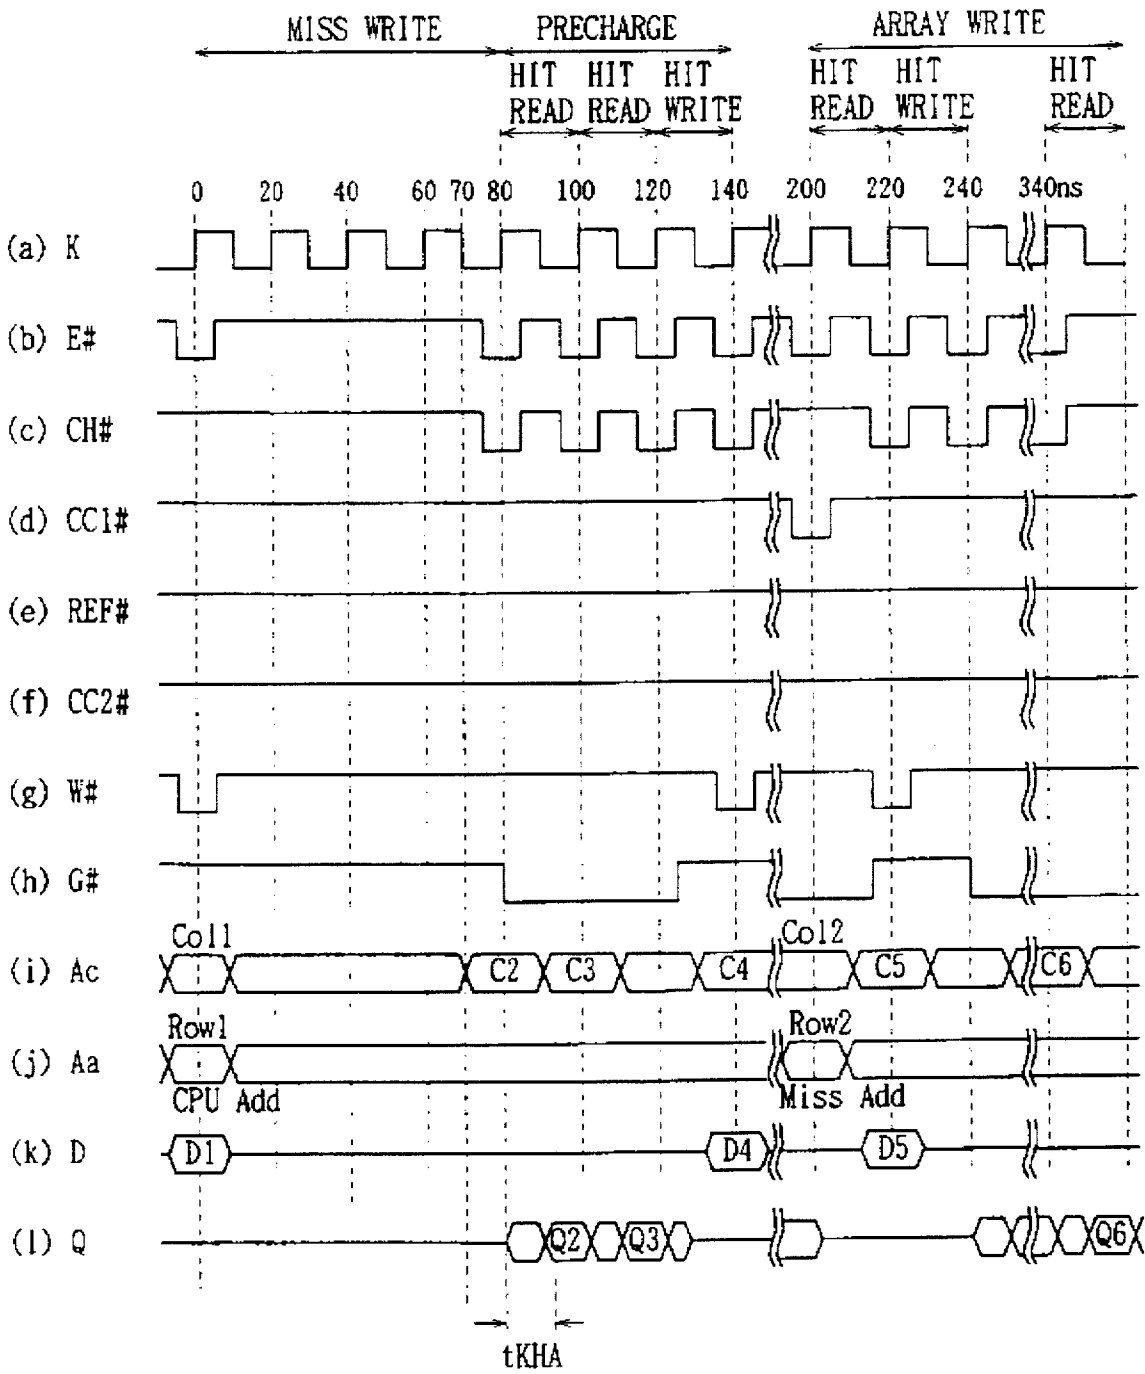 MISS WRITE PRECHARGE ARRAY WRITE
HIT READ HIT READ HIT WRITE HIT READ HIT WRITE HIT READ
0 20 40 60 70 80 100 120 140 200 220 240 340ns
(a) K
(b) E#
(c) CH#
(d) CC1#
(e) REF#
(f) CC2#
(g) W#
(h) G#
Col1 Col2
(i) Ac C2 C3 C4 C5 C6
Row1 Row2
(j) Aa
CPU Add Miss Add
(k) D D1 D4 D5
(l) Q Q2 Q3 Q6
tKHA